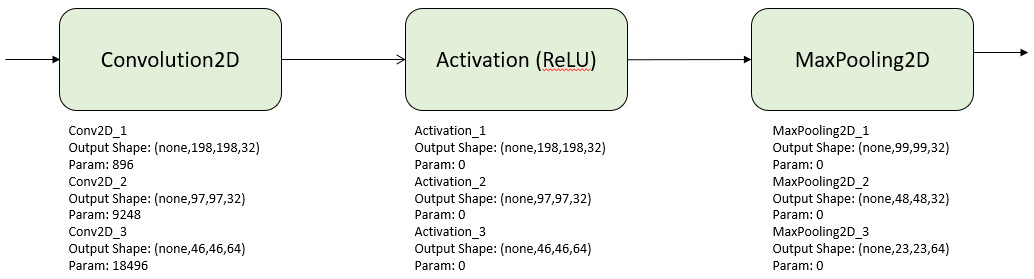 Convolution2D
Activation (ReLU)
MaxPooling2D
Conv2D_1
Output Shape: (none,198,198,32)
Param: 896
Conv2D_2
Output Shape: (none,97,97,32)
Param: 9248
Conv2D_3
Output Shape: (none,46,46,64)
Param: 18496
Activation_1
Output Shape: (none,198,198,32)
Param: 0
Activation_2
Output Shape: (none,97,97,32)
Param: 0
Activation_3
Output Shape: (none,46,46,64)
Param: 0
MaxPooling2D_1
Output Shape: (none,99,99,32)
Param: 0
MaxPooling2D_2
Output Shape: (none,48,48,32)
Param: 0
MaxPooling2D_3
Output Shape: (none,23,23,64)
Param: 0